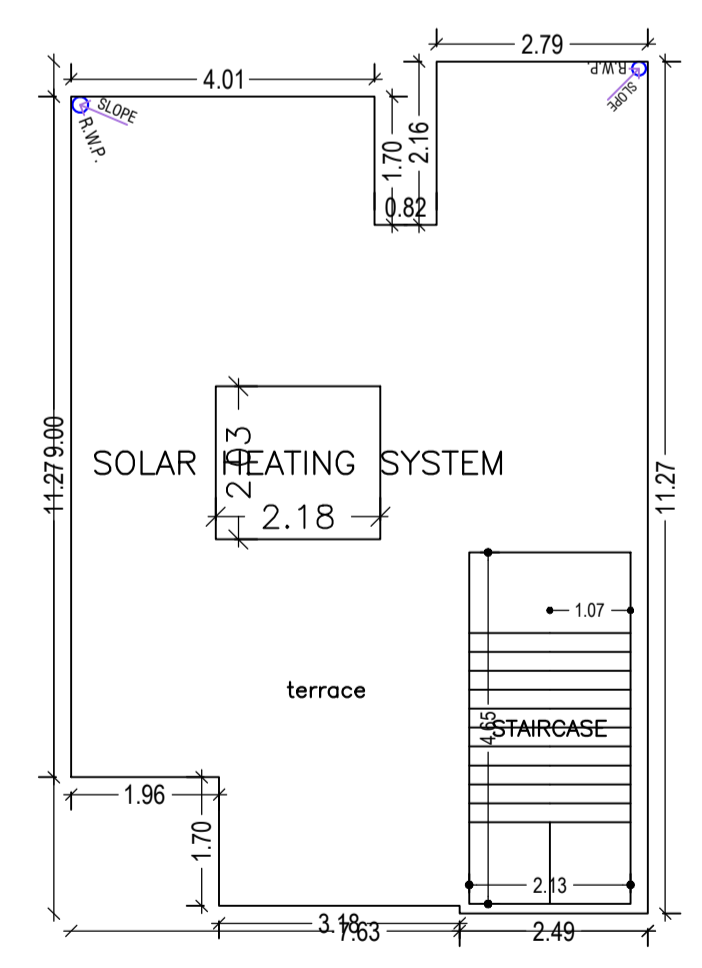 2.79
4.01
R.W.P.
SLOPE
SLOPE
R.W.P.
1.70
2.16
0.82
9.00
11.27
11.27
2.03
SOLAR HEATING SYSTEM
2.18
1.07
terrace
4.65
STAIRCASE
1.96
1.70
2.13
3.18
7.63
2.49